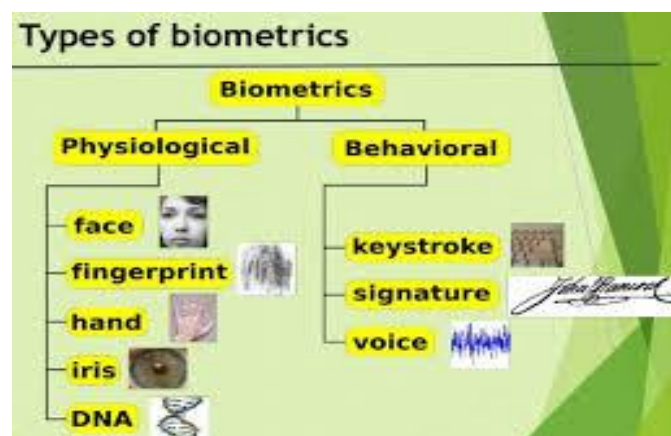 Types of biometrics
Biometrics
Physiological
Behavioral
face
fingerprint
hand
iris
DNA
keystroke
signature
voice